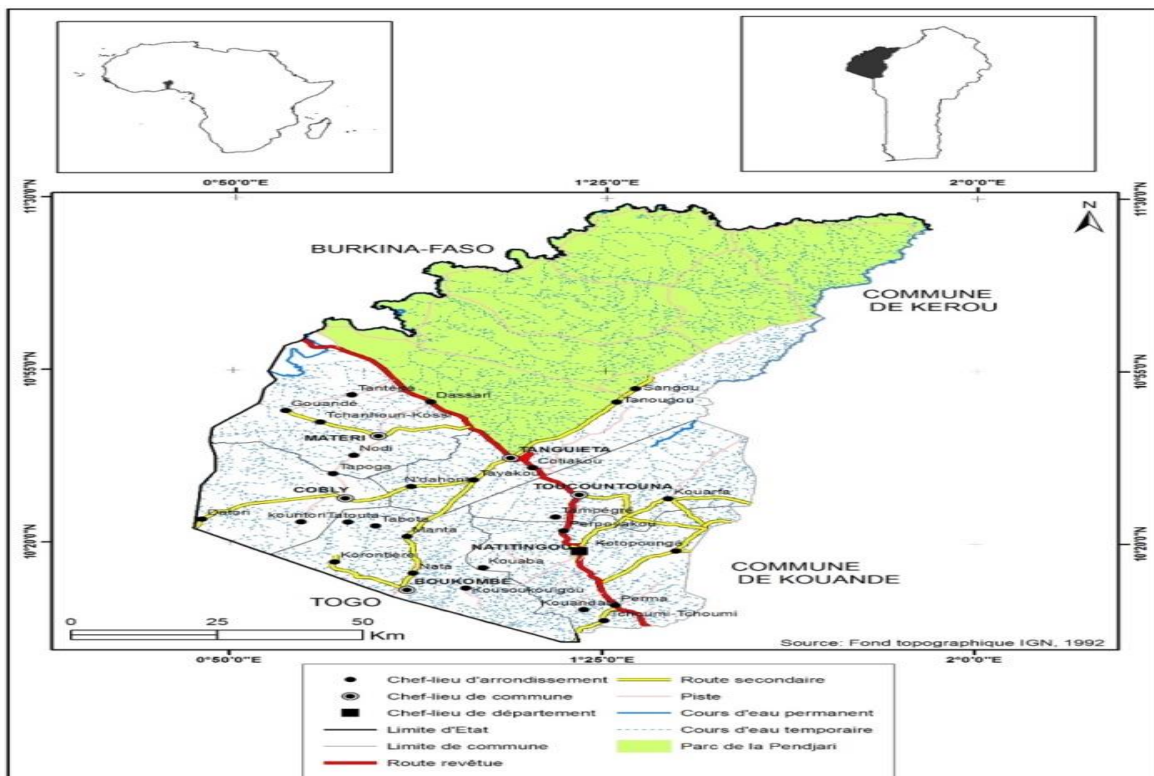 0°50'0"E
1°25'0"E
2°0'0"E
11°30'0"N
11°30'0"N
N
BURKINA-FASO
COMMUNE
DE KEROU
10°55'0"N
10°55'0"N
Sangou
Tantéga
Dassari
Tanougou
Gouandé
Tchanhoun-Kossi
MATERI
Nodi
TANGUIETA
Cotiakou
Tapoga
Tayakou
N'dahonta
COBLY
TOUCOUNTOUNA
Kouarfa
Datori
kountori
Tatouta
Tabota
Tampégré
Perpoyakou
Manta
10°20'0"N
10°20'0"N
NATITINGOU
Kotopounga
Korontière
Kouaba
Nata
COMMUNE
DE KOUANDE
BOUKOMBE
Kousoukouigou
TOGO
Kouanda
Perma
Tchoumi-Tchoumi
0
25
50
Km
Source: Fond topographique IGN, 1992
0°50'0"E
1°25'0"E
2°0'0"E
Chef-lieu d'arrondissement
Route secondaire
Chef-lieu de commune
Piste
Chef-lieu de département
Cours d'eau permanent
Limite d'Etat
Cours d'eau temporaire
Limite de commune
Parc de la Pendjari
Route revêtue